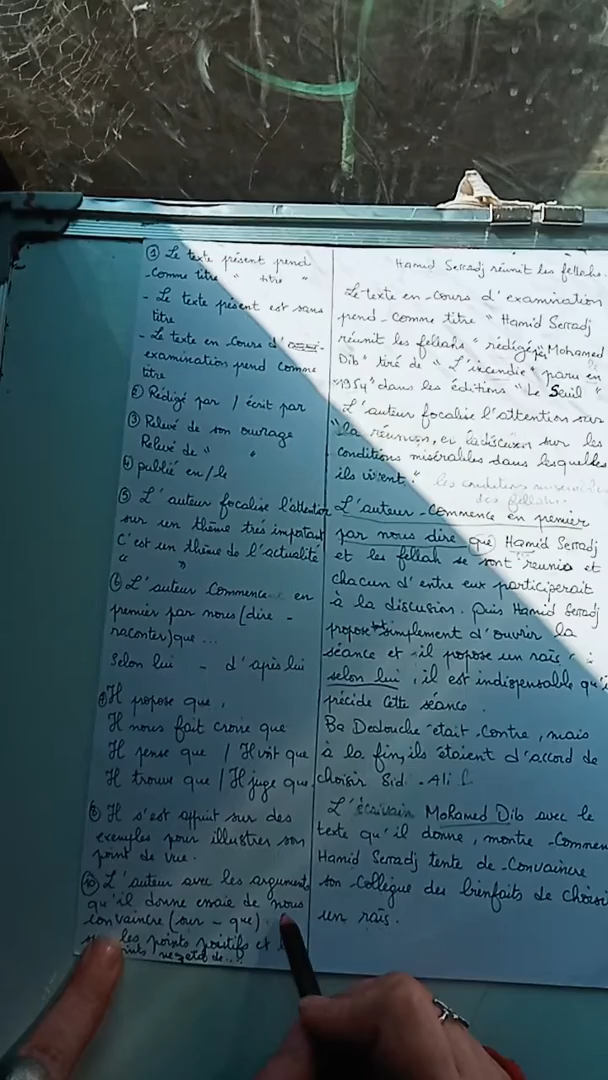 ① Le texte présent prend
comme titre " titre "
- Le texte présent est sans
titre
- Le texte en cours d'
examination pend comme
titre
② Rédigé par / écrit par
③ Relevé de son ouvrage
Relevé de " "
④ publié en / le
⑤ L'auteur focalise l'attention
sur un thème trés important
C'est un thème de l'actualité
" "
⑥ L'auteur Commence en
premier par nous (dire -
raconter) que ...
Selon lui - d'aprés lui
Il propose que,
Il nous fait croire que
Il pense que / Il voit que
Il trouve que / Il juge que
⑧ Il s'est appuit sur des
exemples pour illustrer son
point de vue.
⑩ L'auteur avec les arguments
qu'il donne essaie de nous
convaincre (sur - que)
les points positifs et
Hamid Serradj réunit les fellahs.
Le texte en cours d'examination
prend comme titre " Hamid Serradj
réunit les fellahs " rédigé par Mohamed
Dib " tiré de " L'incendie " paru en
"1954" dans les éditions " Le Seuil "
L'auteur focalise l'attention sur
"la réunion, et la discusion sur les
conditions misérables dans lesquelles
ils vivent."
des fellahs
L'auteur Commence en premier
par nous dire que Hamid Serradj
et les fellah se sont reunis et
chacun d'entre eux participerait
à la discusion. Puis Hamid Serradj
propose simplement d'ouvrir la
séance et il propose un raïs :
selon lui, il est indispensable qu'il
précide cette séance.
Ba Dedouche était contre, mais
à la fin, ils étaient d'accord de
choisir Sid Ali
L'écrivain Mohamed Dib avec le
texte qu'il donne, montre Commen
Hamid Serradj tente de Convaincre
son Collègue des bienfaits de choisi
un raïs.